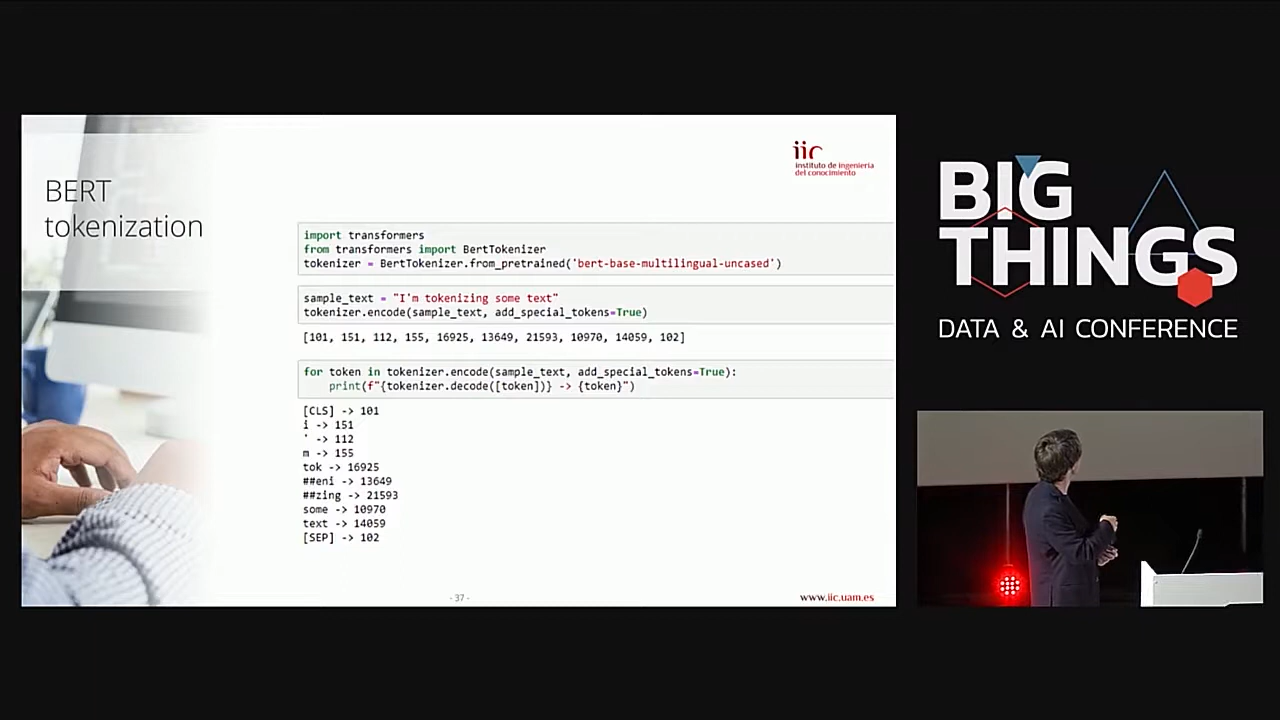 BERT
tokenization
iic
instituto de ingeniería
del conocimiento
import transformers
from transformers import BertTokenizer
tokenizer = BertTokenizer.from_pretrained('bert-base-multilingual-uncased')
sample_text = "I'm tokenizing some text"
tokenizer.encode(sample_text, add_special_tokens=True)
[101, 151, 112, 155, 16925, 13649, 21593, 10970, 14059, 102]
for token in tokenizer.encode(sample_text, add_special_tokens=True):
    print(f"{tokenizer.decode([token])} -> {token}")
[CLS] -> 101
i -> 151
' -> 112
m -> 155
tok -> 16925
##eni -> 13649
##zing -> 21593
some -> 10970
text -> 14059
[SEP] -> 102
- 37 -
www.iic.uam.es
BIG
THINGS
DATA & AI CONFERENCE